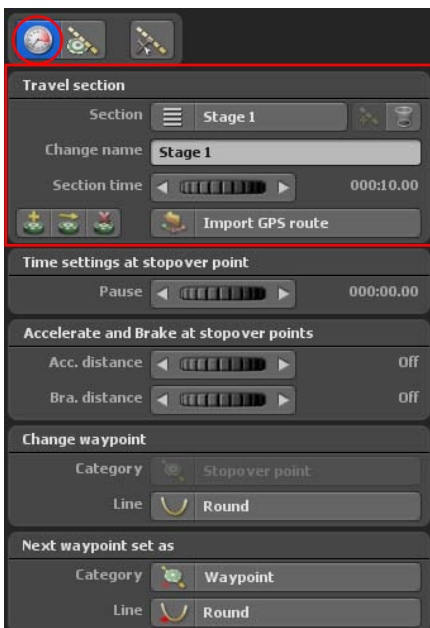 Travel section
Section Stage 1
Change name Stage 1
Section time 000:10.00
Import GPS route
Time settings at stopover point
Pause 000:00.00
Accelerate and Brake at stopover points
Acc. distance Off
Bra. distance Off
Change waypoint
Category Stopover point
Line Round
Next waypoint set as
Category Waypoint
Line Round